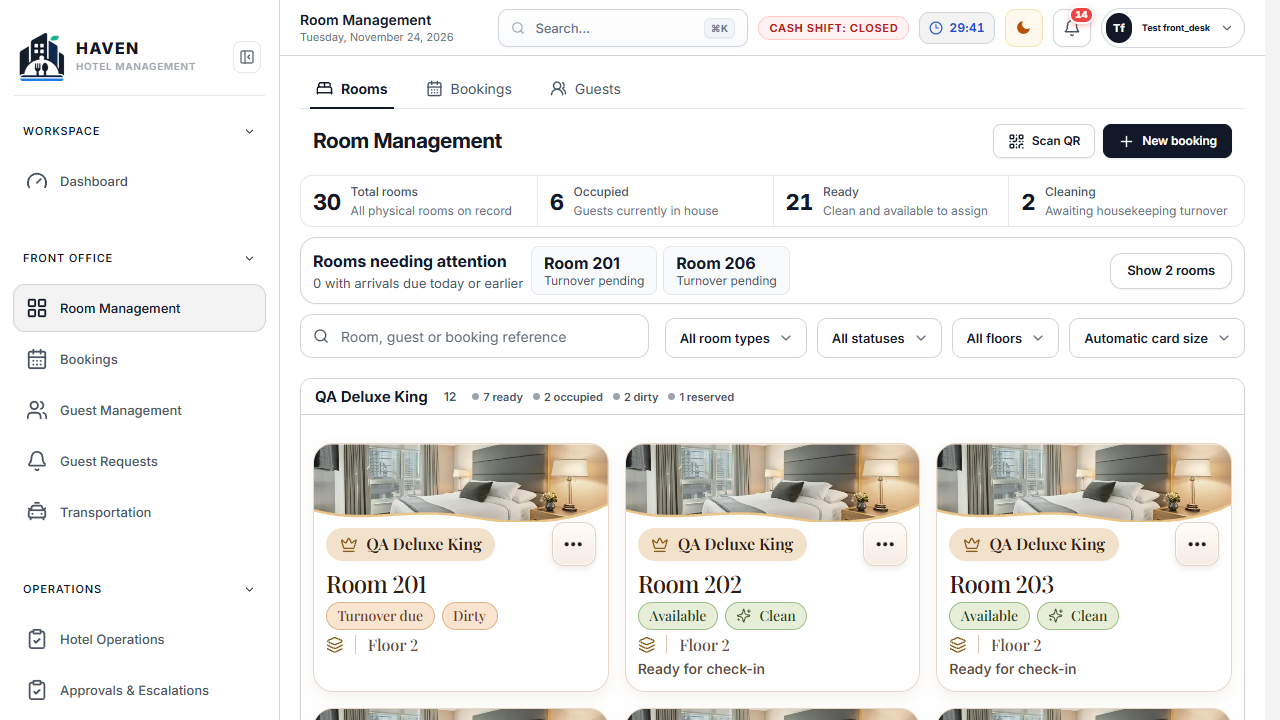 HAVEN
HOTEL MANAGEMENT
WORKSPACE
Dashboard
FRONT OFFICE
Room Management
Bookings
Guest Management
Guest Requests
Transportation
OPERATIONS
Hotel Operations
Approvals & Escalations
Room Management
Tuesday, November 24, 2026
Search...
⌘K
CASH SHIFT: CLOSED
29:41
14
Tf
Test front_desk
Rooms
Bookings
Guests
Room Management
Scan QR
New booking
30
Total rooms
All physical rooms on record
6
Occupied
Guests currently in house
21
Ready
Clean and available to assign
2
Cleaning
Awaiting housekeeping turnover
Rooms needing attention
0 with arrivals due today or earlier
Room 201
Turnover pending
Room 206
Turnover pending
Show 2 rooms
Room, guest or booking reference
All room types
All statuses
All floors
Automatic card size
QA Deluxe King 12 7 ready 2 occupied 2 dirty 1 reserved
QA Deluxe King
Room 201
Turnover due Dirty
Floor 2
QA Deluxe King
Room 202
Available Clean
Floor 2
Ready for check-in
QA Deluxe King
Room 203
Available Clean
Floor 2
Ready for check-in